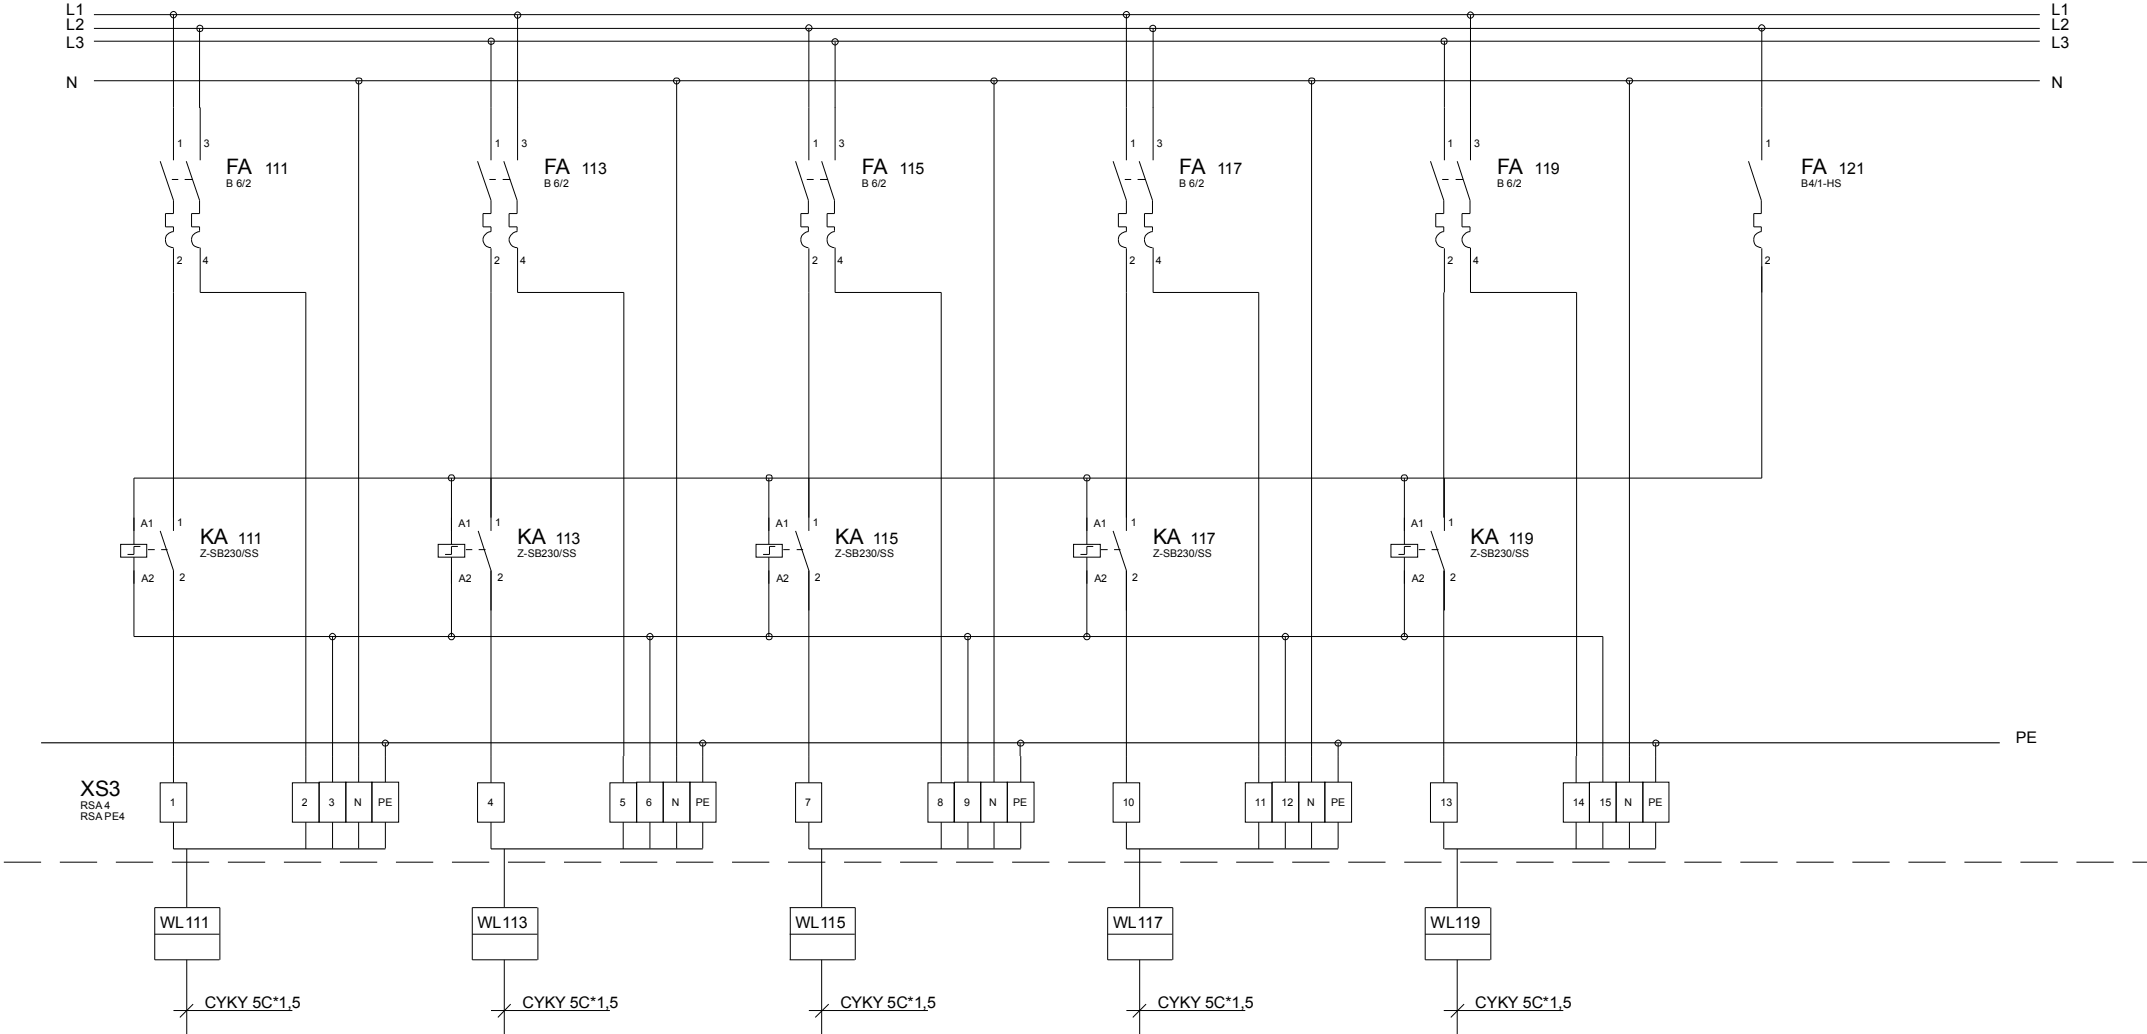 L1 L1
L2 L2
L3 L3
N N
1 3 1 3 1 3 1 3 1 3 1
FA 111 FA 113 FA 115 FA 117 FA 119 FA 121
B 6/2 B 6/2 B 6/2 B 6/2 B 6/2 B4/1-HS
2 4 2 4 2 4 2 4 2 4 2
A1 1 A1 1 A1 1 A1 1 A1 1
KA 111 KA 113 KA 115 KA 117 KA 119
Z-SB230/SS Z-SB230/SS Z-SB230/SS Z-SB230/SS Z-SB230/SS
A2 2 A2 2 A2 2 A2 2 A2 2
PE
XS3
RSA 4
RSA PE4
1 2 3 N PE 4 5 6 N PE 7 8 9 N PE 10 11 12 N PE 13 14 15 N PE
WL111 WL113 WL115 WL117 WL119
CYKY 5C*1,5 CYKY 5C*1,5 CYKY 5C*1,5 CYKY 5C*1,5 CYKY 5C*1,5